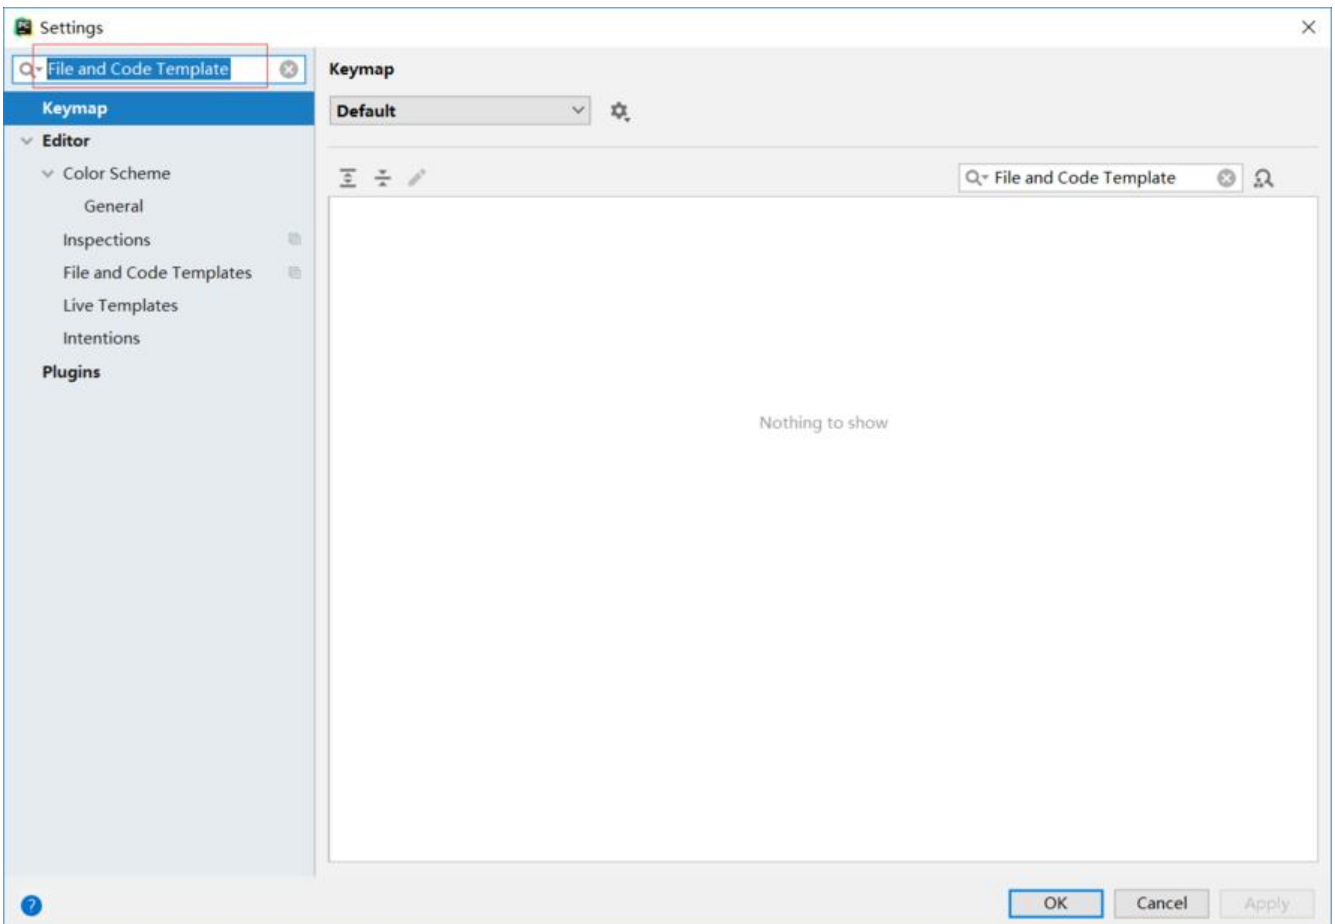 Settings
File and Code Template
Keymap
Editor
Color Scheme
General
Inspections
File and Code Templates
Live Templates
Intentions
Plugins
Keymap
Default
File and Code Template
Nothing to show
?
OK
Cancel
Apply